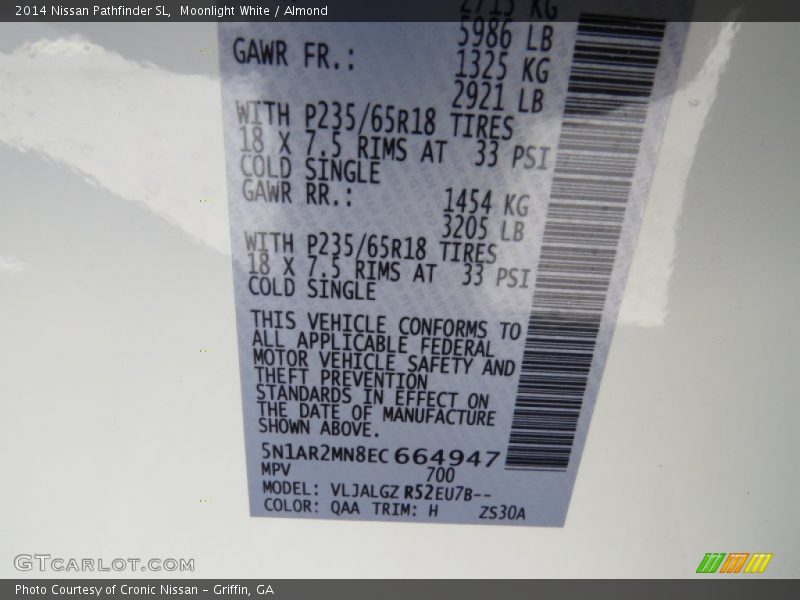 2014 Nissan Pathfinder SL, Moonlight White / Almond
2715 KG
5986 LB
GAWR FR.: 1325 KG
2921 LB
WITH P235/65R18 TIRES
18 X 7.5 RIMS AT 33 PSI
COLD SINGLE
GAWR RR.: 1454 KG
3205 LB
WITH P235/65R18 TIRES
18 X 7.5 RIMS AT 33 PSI
COLD SINGLE
THIS VEHICLE CONFORMS TO
ALL APPLICABLE FEDERAL
MOTOR VEHICLE SAFETY AND
THEFT PREVENTION
STANDARDS IN EFFECT ON
THE DATE OF MANUFACTURE
SHOWN ABOVE.
5N1AR2MN8EC 664947
MPV 700
MODEL: VLJALGZ R52EU7B--
COLOR: QAA TRIM: H ZS30A
GTCARLOT.COM
Photo Courtesy of Cronic Nissan - Griffin, GA